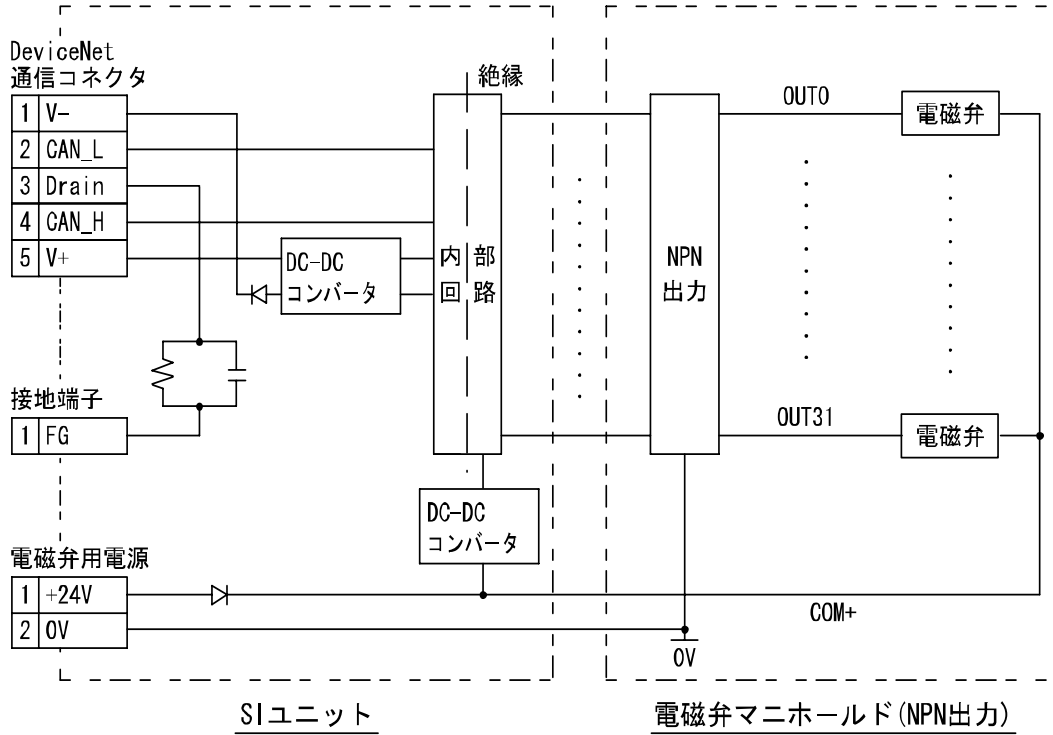 DeviceNet
通信コネクタ
1 V-
2 CAN_L
3 Drain
4 CAN_H
5 V+
DC-DC
コンバータ
絶縁
内部
回路
接地端子
1 FG
DC-DC
コンバータ
電磁弁用電源
1 +24V
2 0V
NPN
出力
OUT0
電磁弁
OUT31
電磁弁
COM+
0V
SIユニット
電磁弁マニホールド(NPN出力)